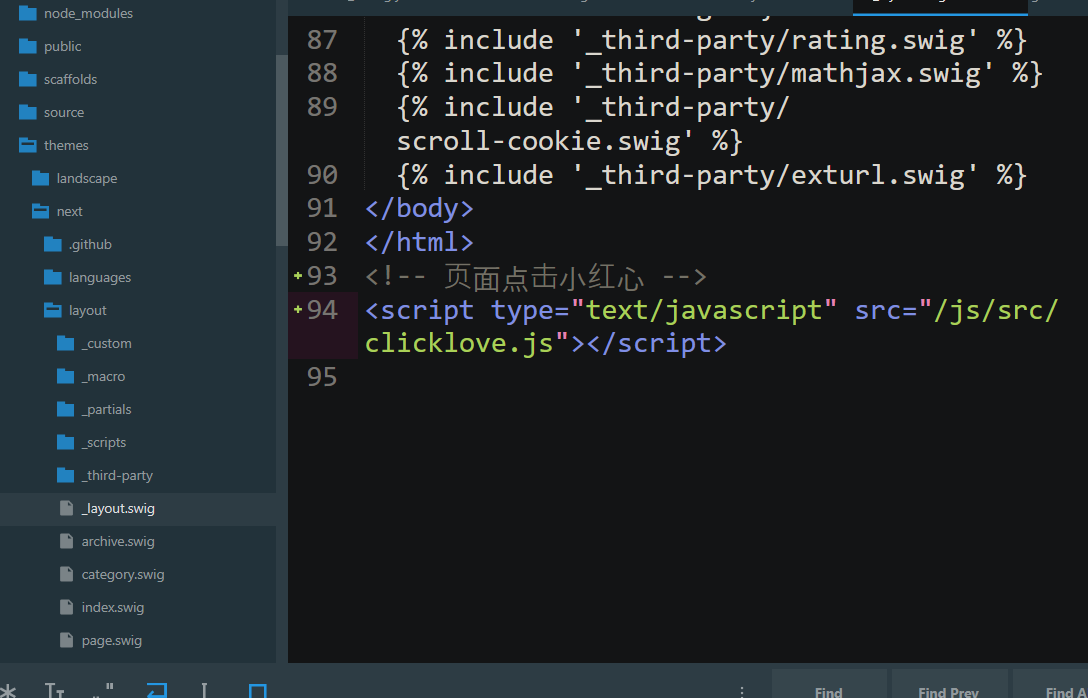 node_modules
public
scaffolds
source
themes
landscape
next
.github
languages
layout
_custom
_macro
_partials
_scripts
_third-party
_layout.swig
archive.swig
category.swig
index.swig
page.swig
87 {% include '_third-party/rating.swig' %}
88 {% include '_third-party/mathjax.swig' %}
89 {% include '_third-party/
scroll-cookie.swig' %}
90 {% include '_third-party/exturl.swig' %}
91 </body>
92 </html>
93 <!-- 页面点击小红心 -->
94 <script type="text/javascript" src="/js/src/
clicklove.js"></script>
95
Find
Find Prev
Find A